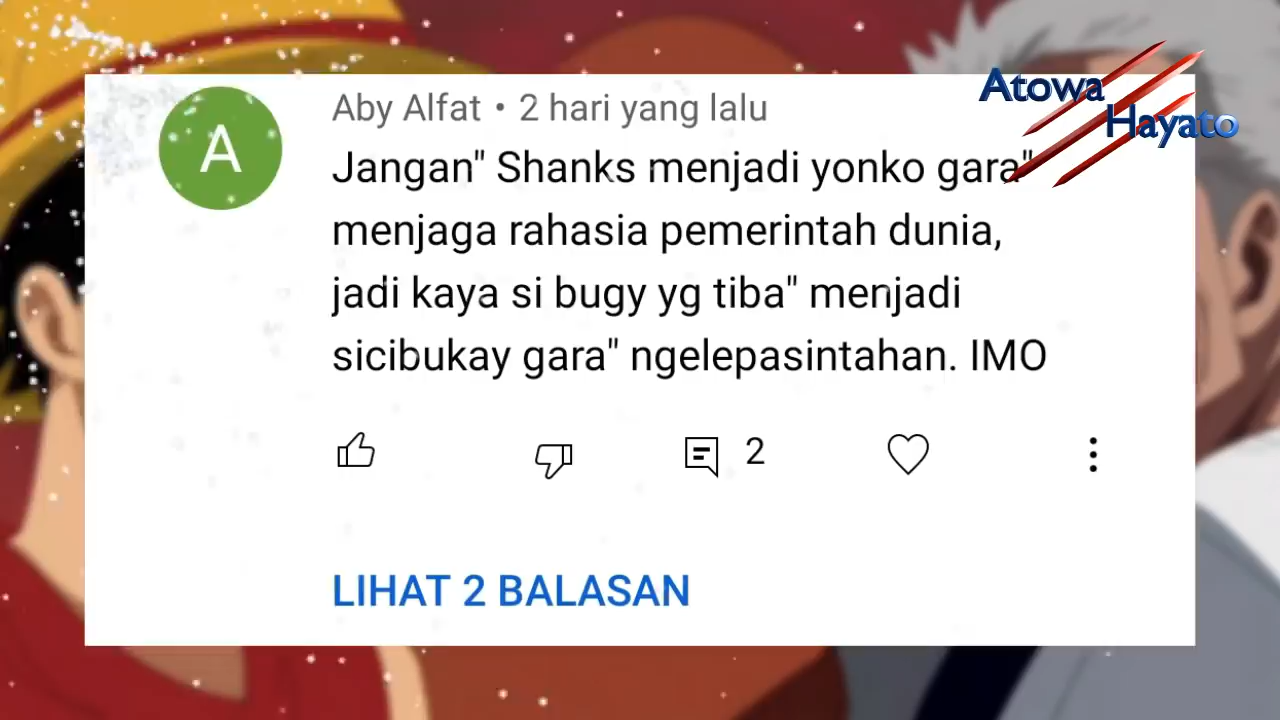 Atowa
Hayato
A
Aby Alfat • 2 hari yang lalu
Jangan" Shanks menjadi yonko gara"
menjaga rahasia pemerintah dunia,
jadi kaya si bugy yg tiba" menjadi
sicibukay gara" ngelepasintahan. IMO
2
LIHAT 2 BALASAN